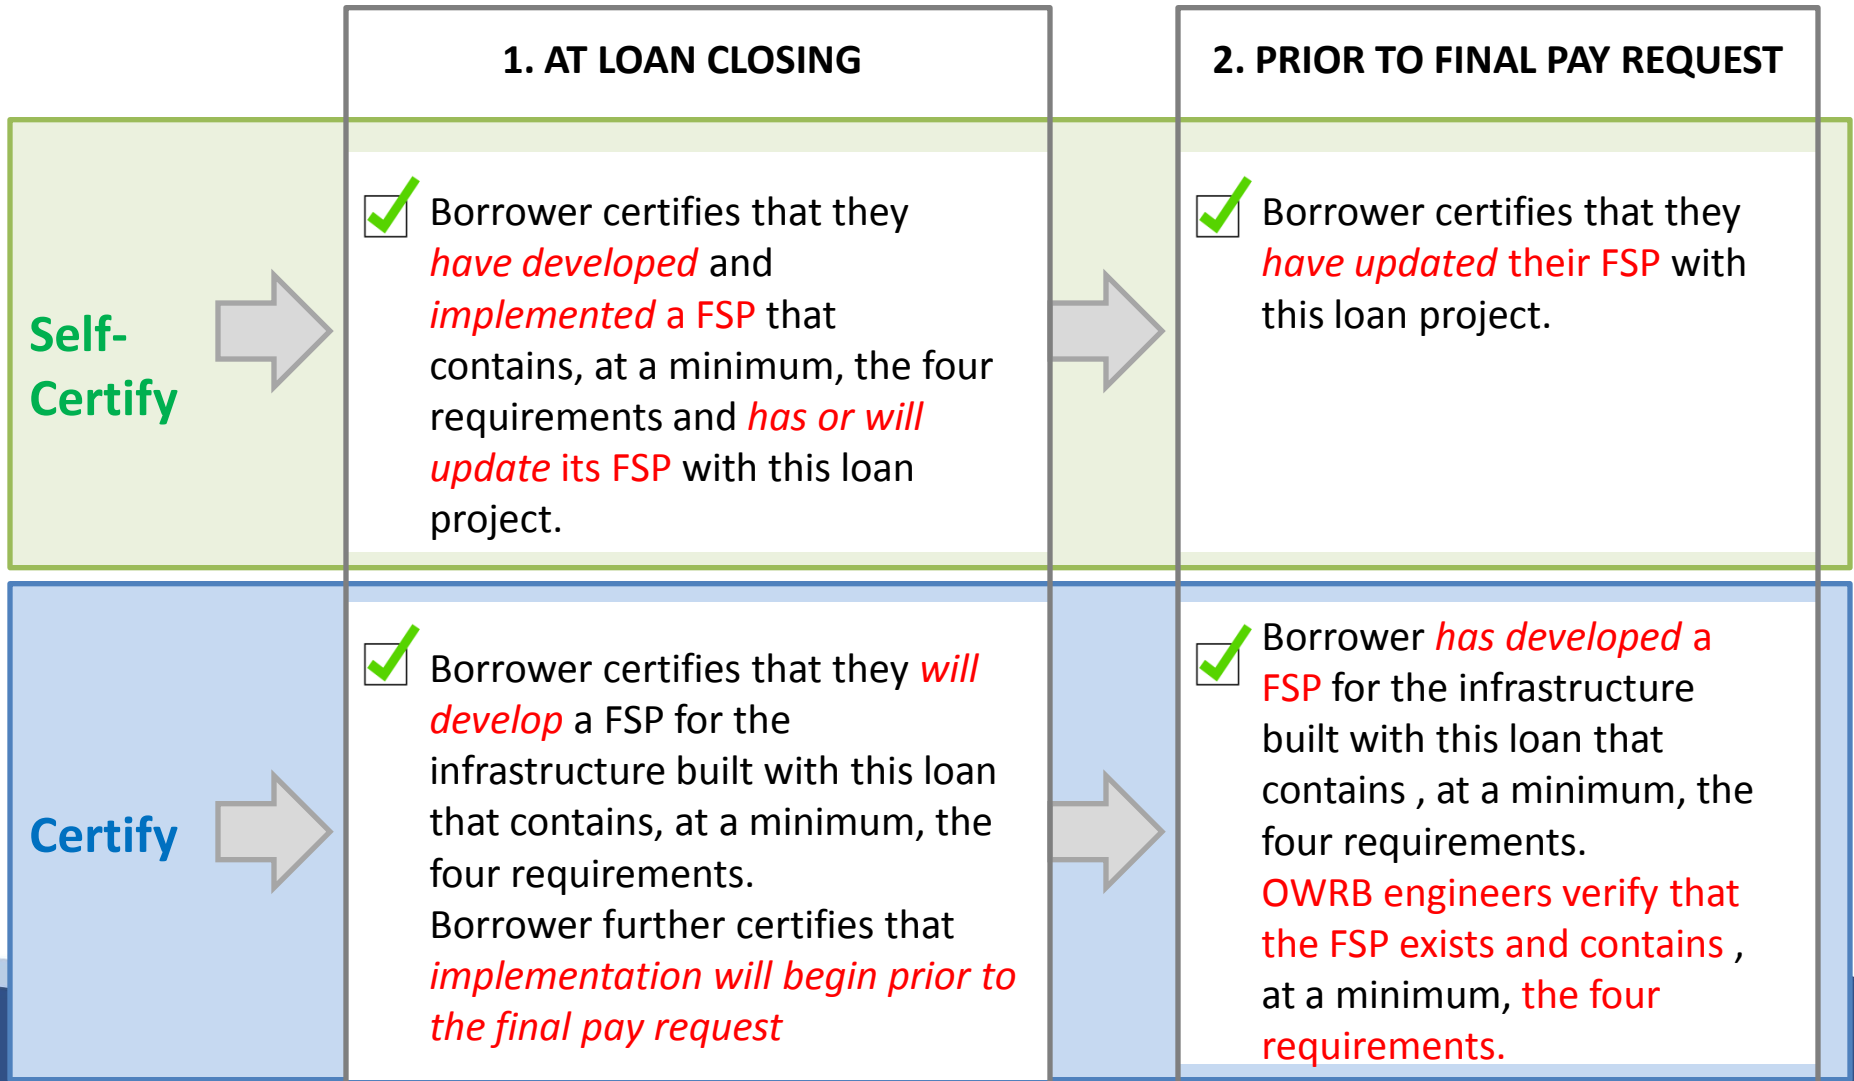 1. AT LOAN CLOSING
2. PRIOR TO FINAL PAY REQUEST
Self-
Certify
Borrower certifies that they
have developed and
implemented a FSP that
contains, at a minimum, the four
requirements and has or will
update its FSP with this loan
project.
Borrower certifies that they
have updated their FSP with
this loan project.
Certify
Borrower certifies that they will
develop a FSP for the
infrastructure built with this loan
that contains, at a minimum, the
four requirements.
Borrower further certifies that
implementation will begin prior to
the final pay request
Borrower has developed a
FSP for the infrastructure
built with this loan that
contains , at a minimum, the
four requirements.
OWRB engineers verify that
the FSP exists and contains ,
at a minimum, the four
requirements.